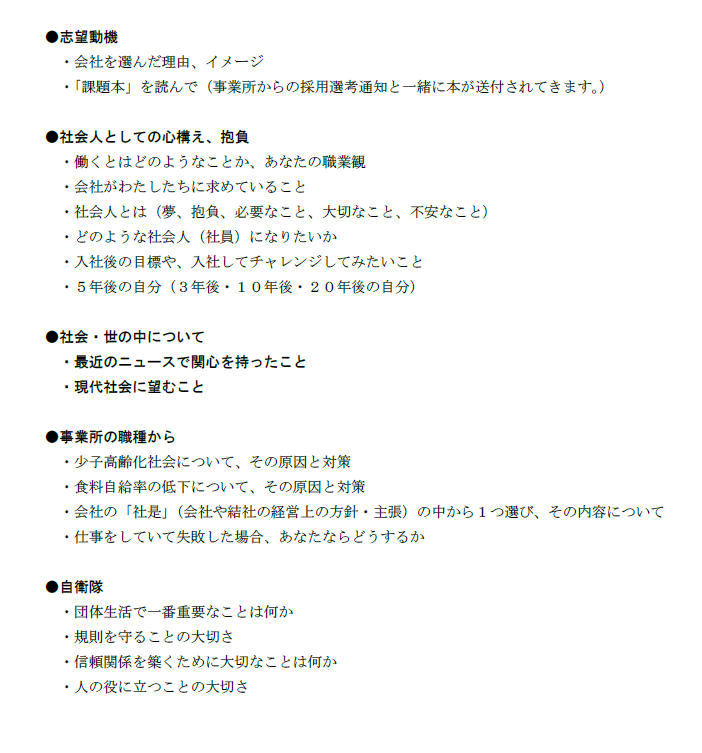 ●志望動機
・会社を選んだ理由、イメージ
・「課題本」を読んで（事業所からの採用選考通知と一緒に本が送付されてきます。）
●社会人としての心構え、抱負
・働くとはどのようなことか、あなたの職業観
・会社がわたしたちに求めていること
・社会人とは（夢、抱負、必要なこと、大切なこと、不安なこと）
・どのような社会人（社員）になりたいか
・入社後の目標や、入社してチャレンジしてみたいこと
・５年後の自分（３年後・１０年後・２０年後の自分）
●社会・世の中について
・最近のニュースで関心を持ったこと
・現代社会に望むこと
●事業所の職種から
・少子高齢化社会について、その原因と対策
・食料自給率の低下について、その原因と対策
・会社の「社是」（会社や結社の経営上の方針・主張）の中から１つ選び、その内容について
・仕事をしていて失敗した場合、あなたならどうするか
●自衛隊
・団体生活で一番重要なことは何か
・規則を守ることの大切さ
・信頼関係を築くために大切なことは何か
・人の役に立つことの大切さ